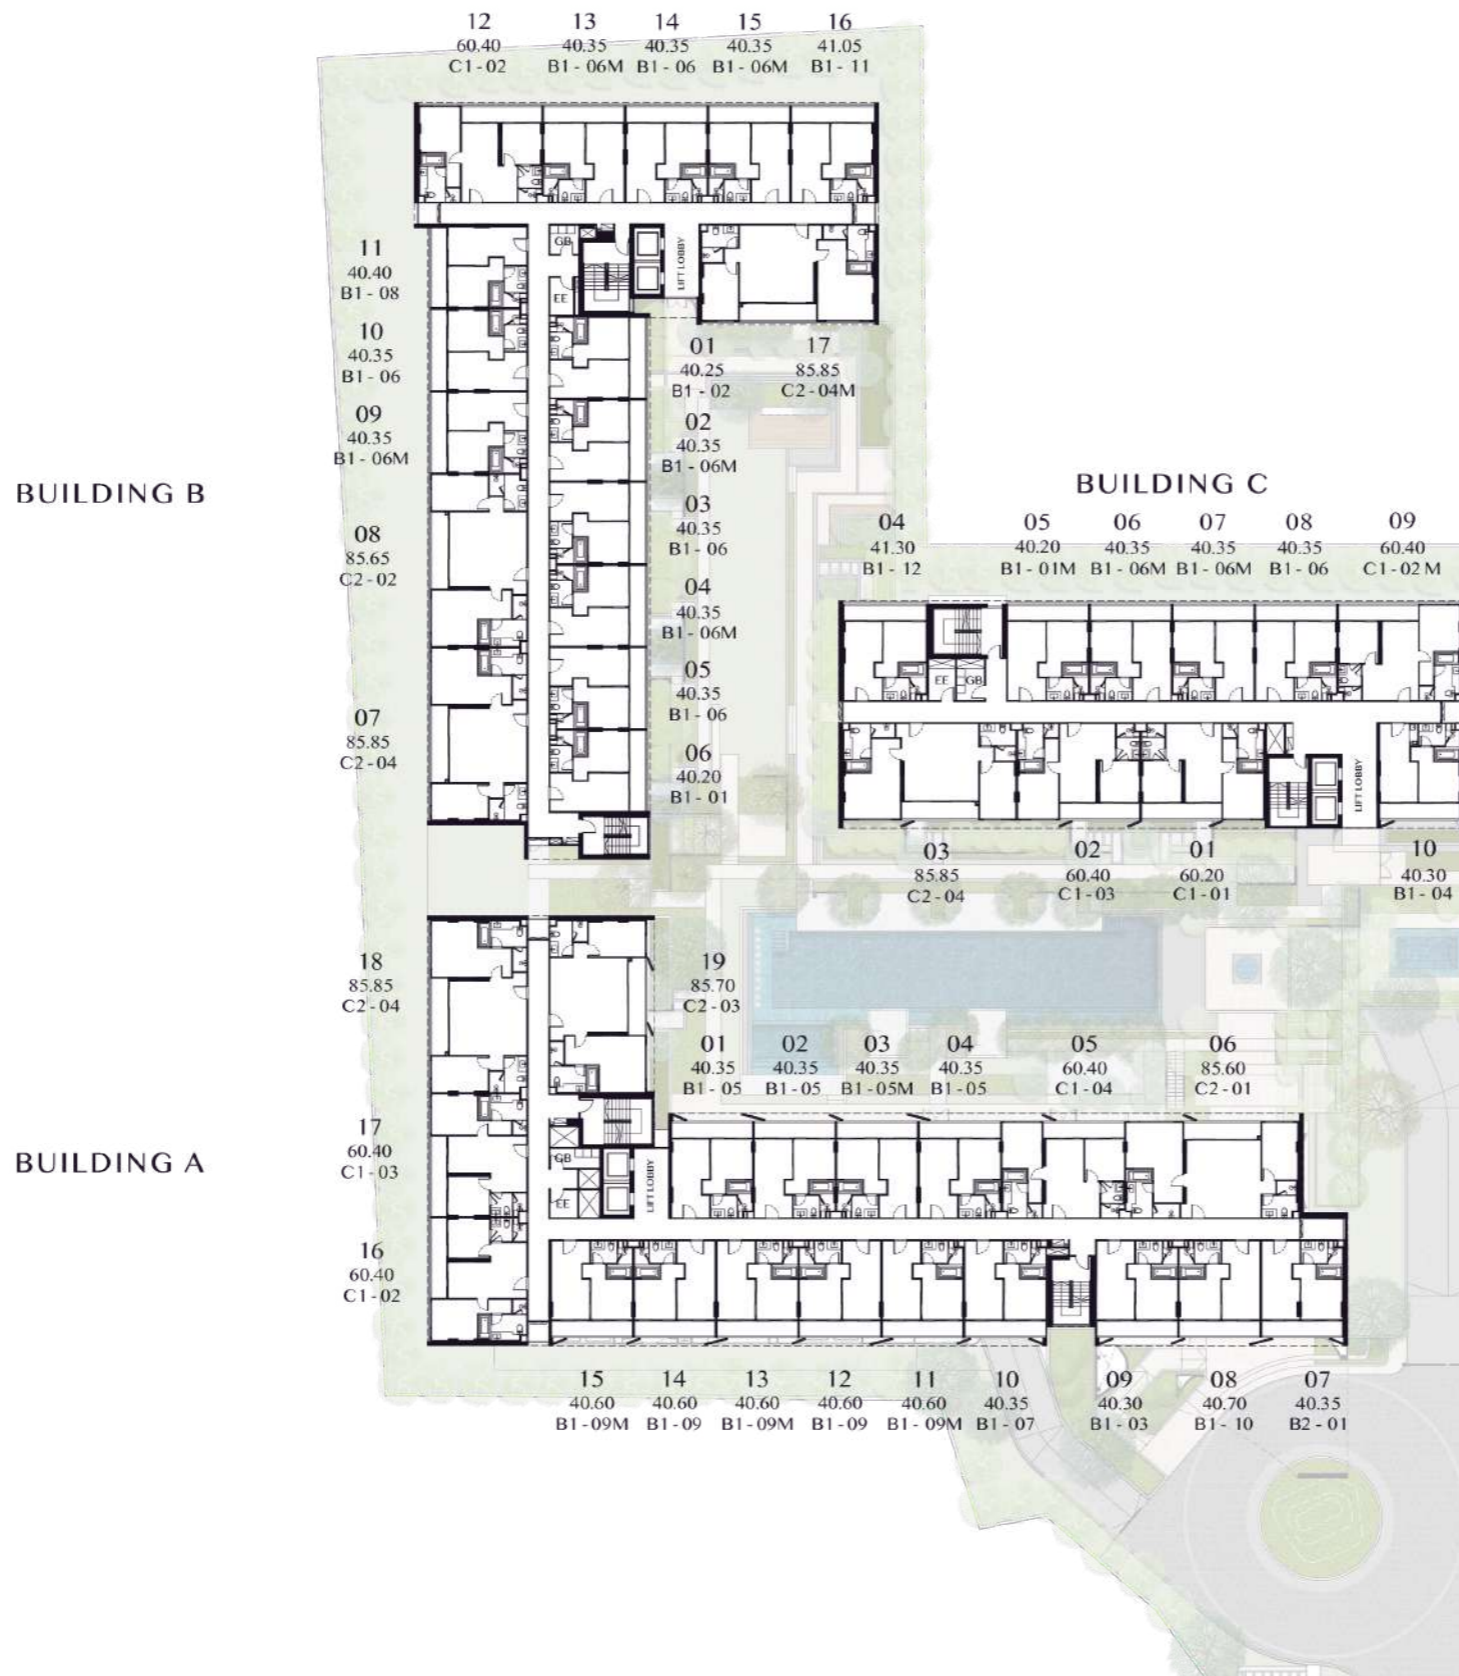 12
60.40
C1 - 02
13
40.35
B1 - 06M
14
40.35
B1 - 06
15
40.35
B1 - 06M
16
41.05
B1 - 11
11
40.40
B1 - 08
GB
LIFT LOBBY
EE
10
40.35
B1 - 06
01
40.25
B1 - 02
17
85.85
C2 - 04M
09
40.35
B1 - 06M
02
40.35
B1 - 06M
BUILDING B
BUILDING C
08
85.65
C2 - 02
03
40.35
B1 - 06
04
41.30
B1 - 12
05
40.20
B1 - 01M
06
40.35
B1 - 06M
07
40.35
B1 - 06M
08
40.35
B1 - 06
09
60.40
C1 - 02 M
04
40.35
B1 - 06M
05
40.35
B1 - 06
EE
GB
07
85.85
C2 - 04
06
40.20
B1 - 01
LIFT LOBBY
03
85.85
C2 - 04
02
60.40
C1 - 03
01
60.20
C1 - 01
10
40.30
B1 - 04
18
85.85
C2 - 04
19
85.70
C2 - 03
01
40.35
B1 - 05
02
40.35
B1 - 05
03
40.35
B1 - 05M
04
40.35
B1 - 05
05
60.40
C1 - 04
06
85.60
C2 - 01
BUILDING A
17
60.40
C1 - 03
GB
LIFT LOBBY
EE
16
60.40
C1 - 02
15
40.60
B1 - 09M
14
40.60
B1 - 09
13
40.60
B1 - 09M
12
40.60
B1 - 09
11
40.60
B1 - 09M
10
40.35
B1 - 07
09
40.30
B1 - 03
08
40.70
B1 - 10
07
40.35
B2 - 01